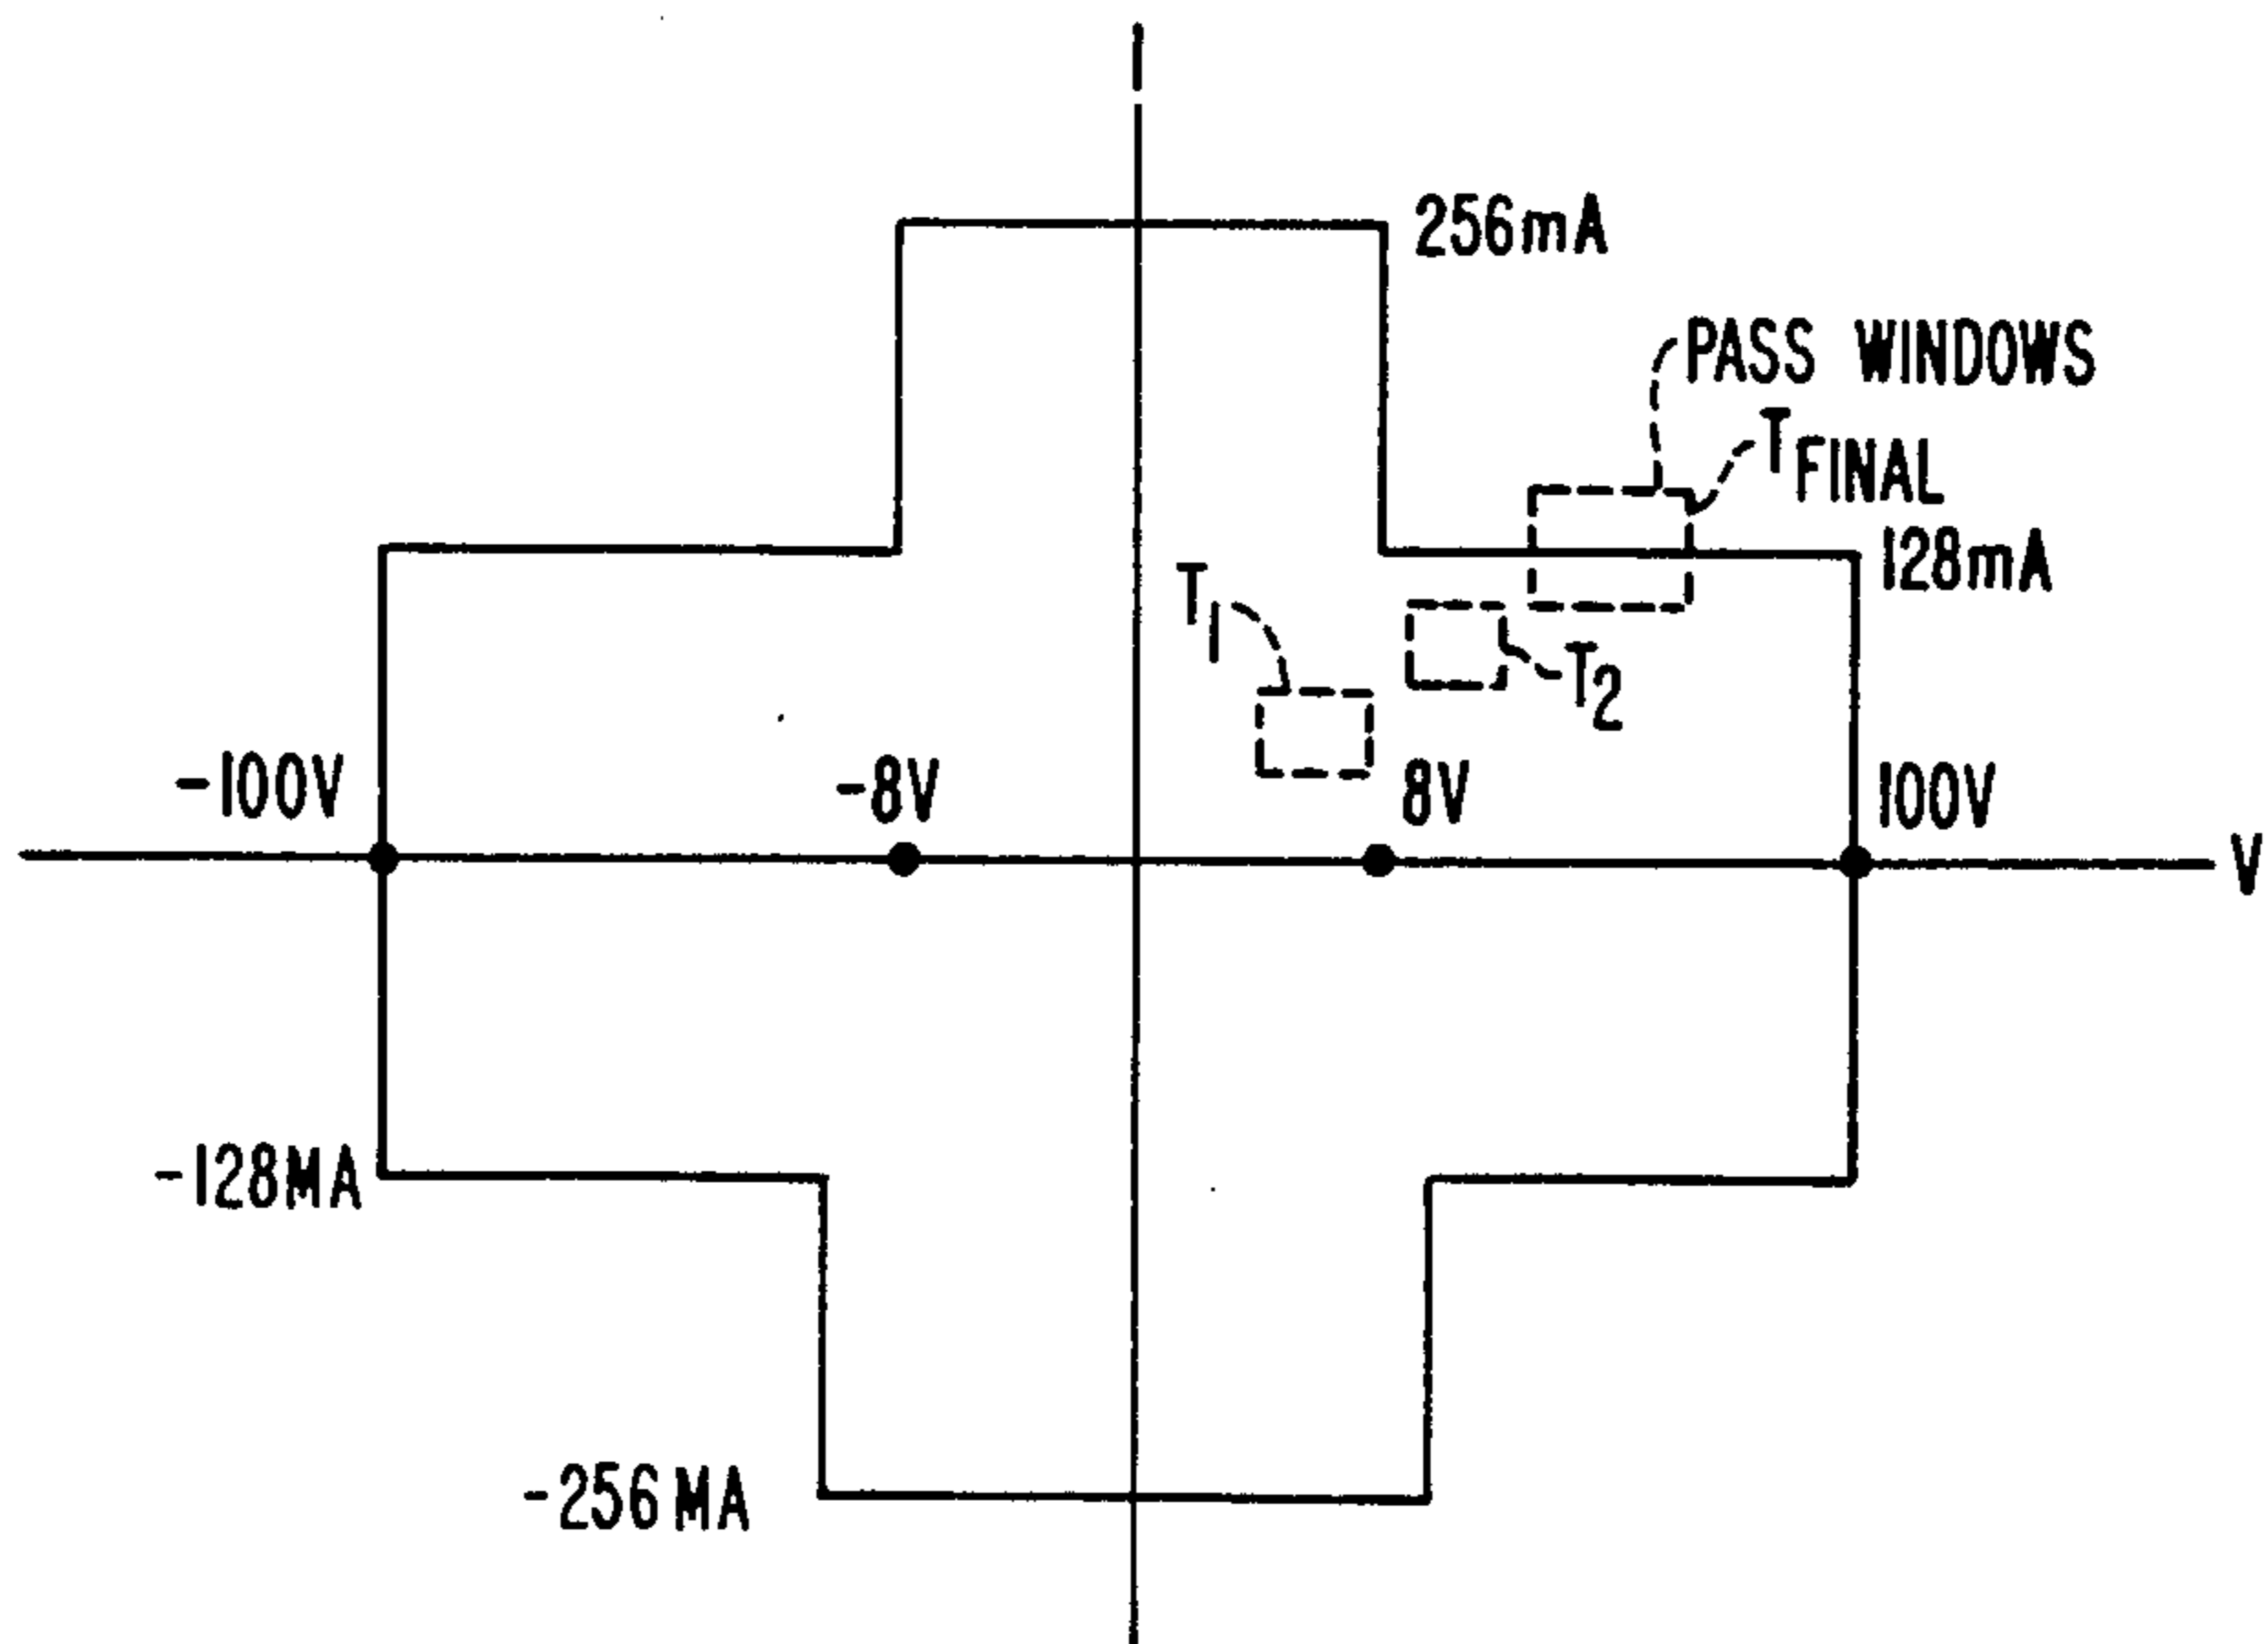 I
256mA
PASS WINDOWS
TFINAL
128mA
T1
T2
-100V
-8V
8V
100V
V
-128MA
-256MA